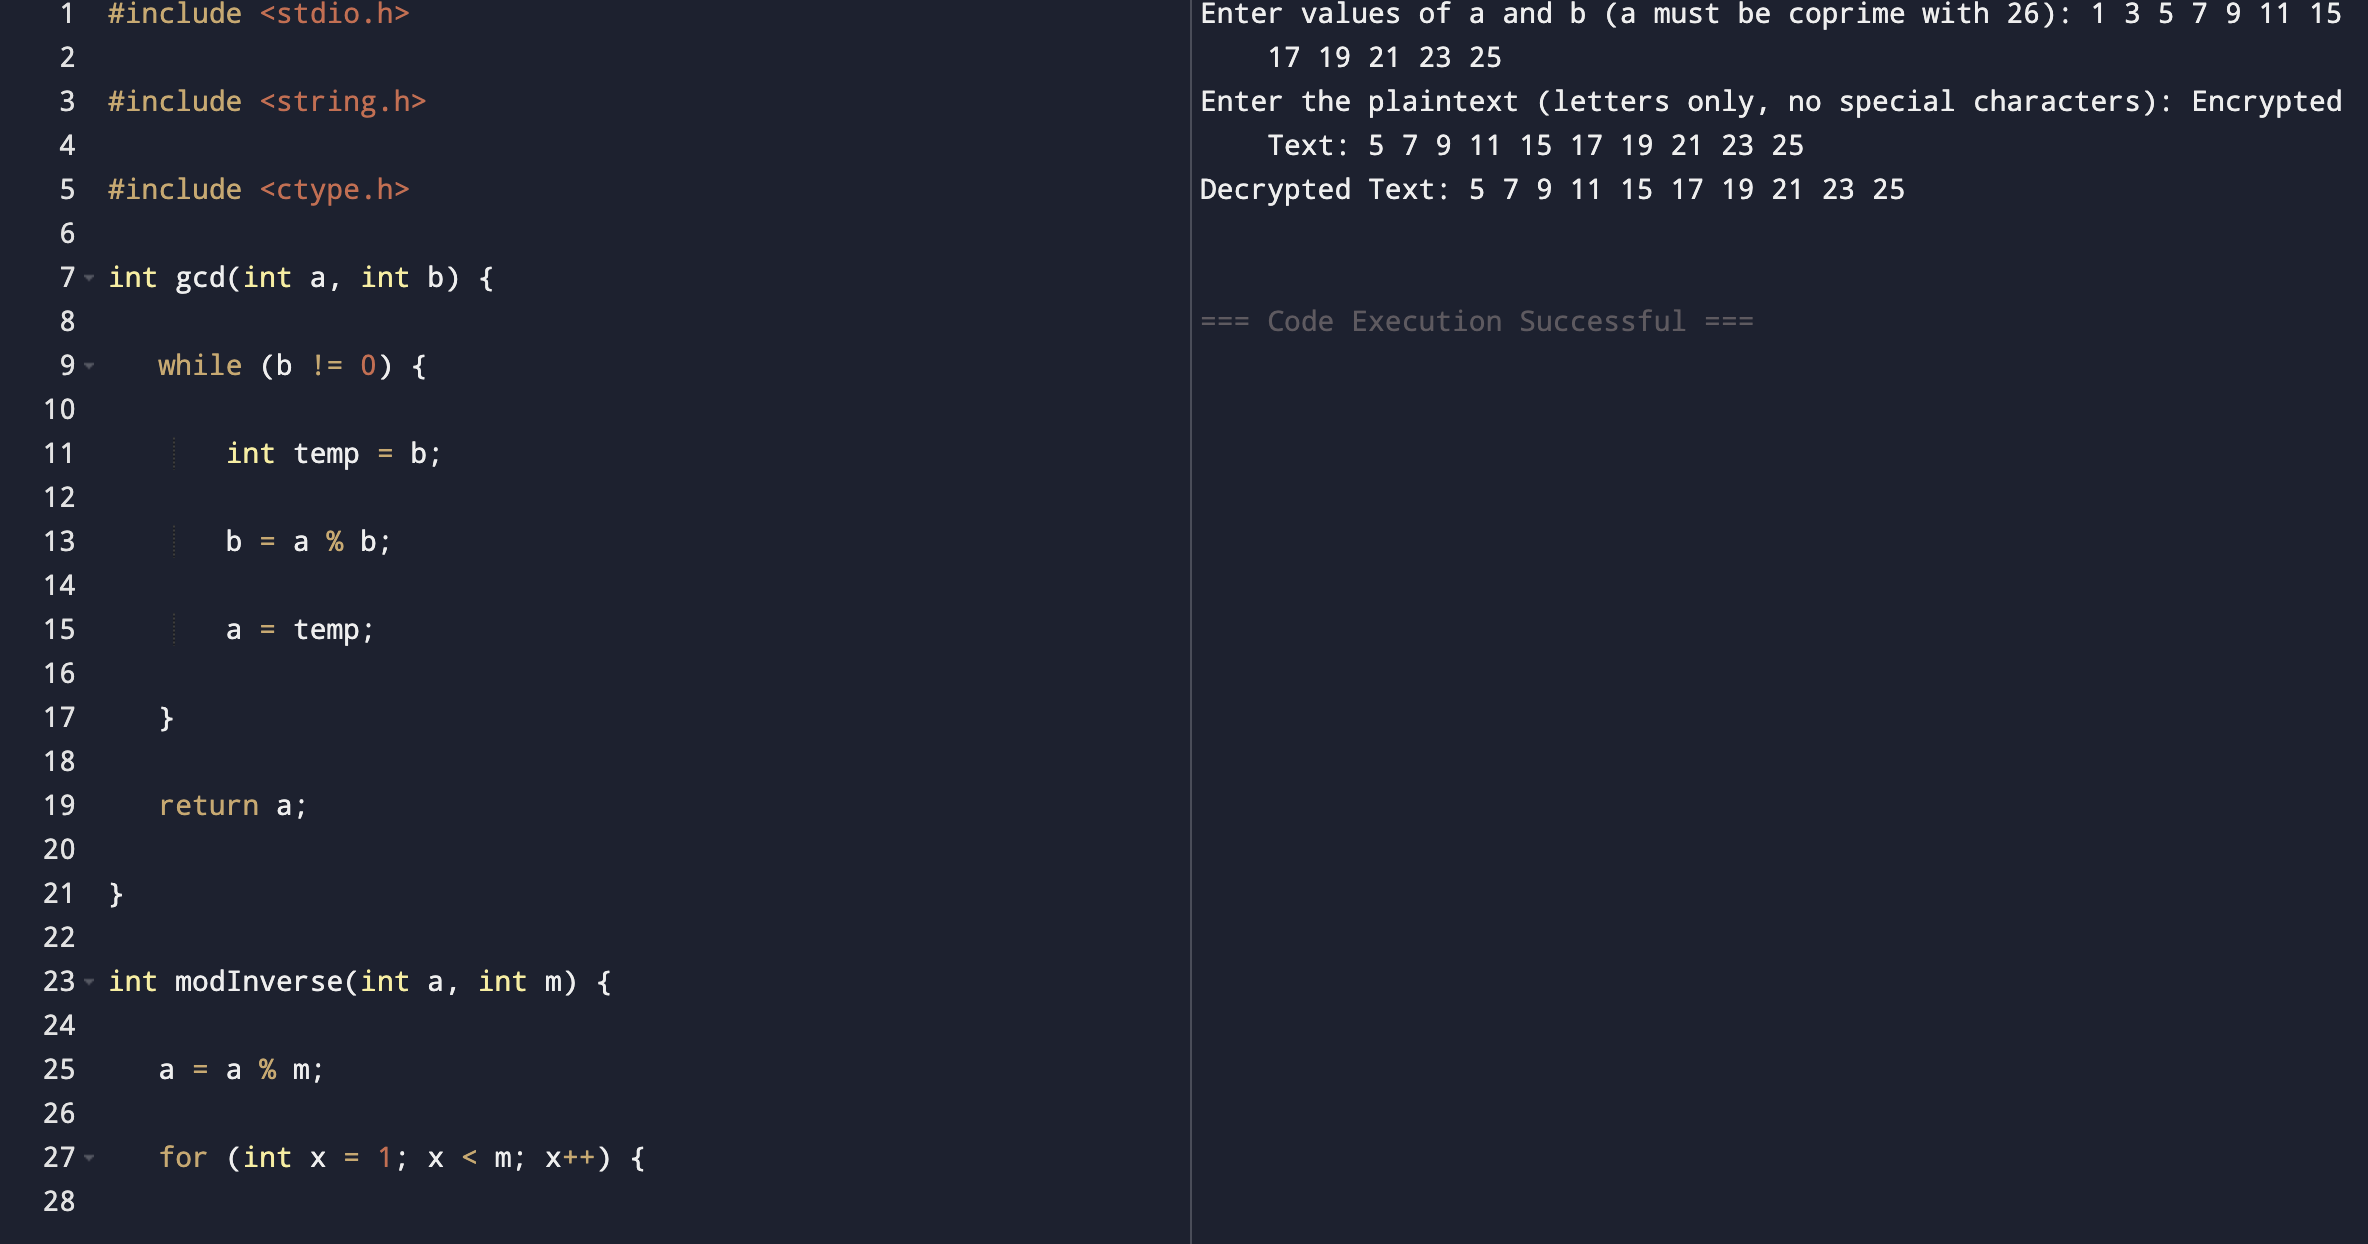 1 #include <stdio.h>
2
3 #include <string.h>
4
5 #include <ctype.h>
6
7 int gcd(int a, int b) {
8
9 while (b != 0) {
10
11 int temp = b;
12
13 b = a % b;
14
15 a = temp;
16
17 }
18
19 return a;
20
21 }
22
23 int modInverse(int a, int m) {
24
25 a = a % m;
26
27 for (int x = 1; x < m; x++) {
28
Enter values of a and b (a must be coprime with 26): 1 3 5 7 9 11 15
17 19 21 23 25
Enter the plaintext (letters only, no special characters): Encrypted
Text: 5 7 9 11 15 17 19 21 23 25
Decrypted Text: 5 7 9 11 15 17 19 21 23 25
=== Code Execution Successful ===